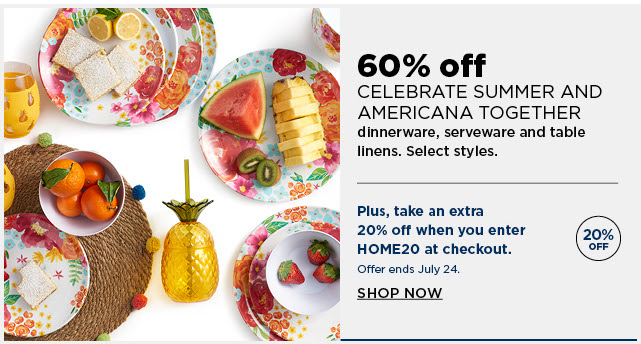 60% off
CELEBRATE SUMMER AND
AMERICANA TOGETHER
dinnerware, serveware and table
linens. Select styles.
Plus, take an extra
20% off when you enter
HOME20 at checkout.
Offer ends July 24.
20%
OFF
SHOP NOW